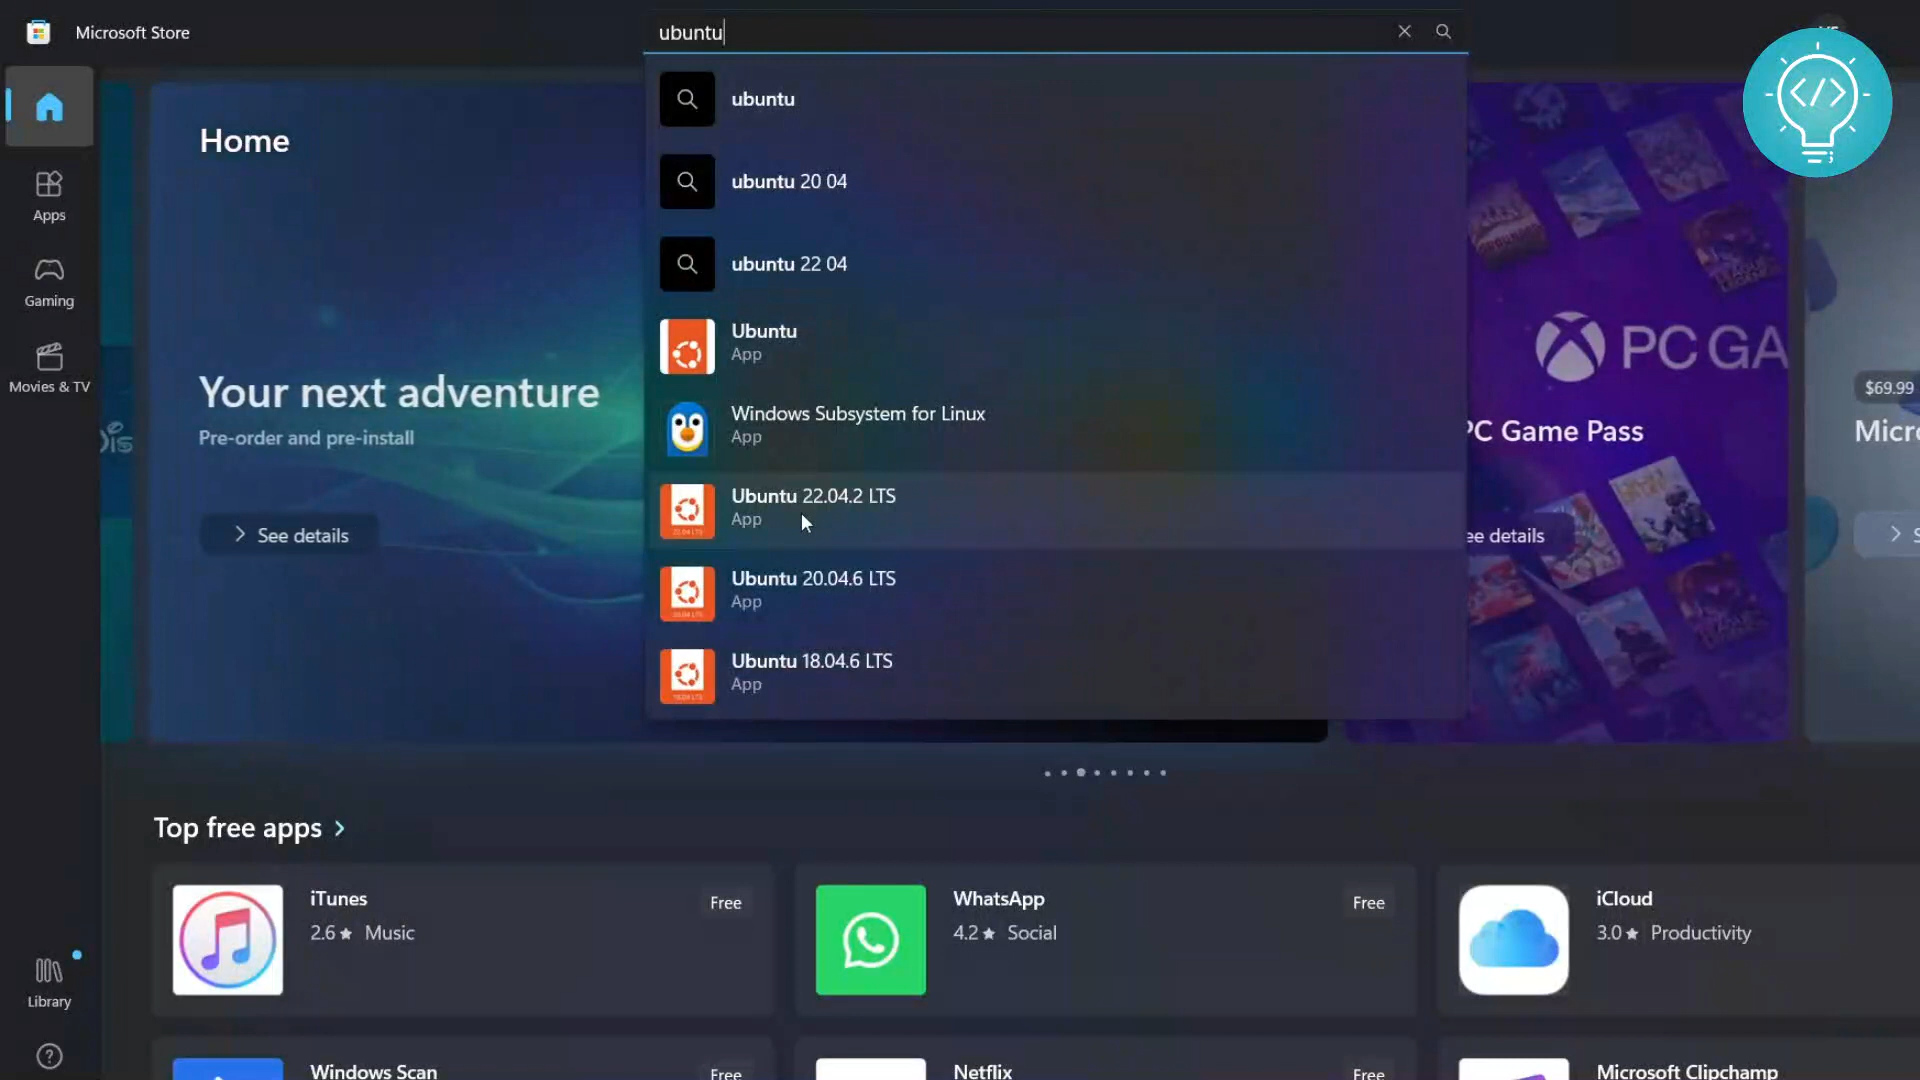 Microsoft Store
ubuntu
ubuntu
ubuntu 20 04
ubuntu 22 04
Ubuntu
App
Windows Subsystem for Linux
App
Ubuntu 22.04.2 LTS
App
Ubuntu 20.04.6 LTS
App
Ubuntu 18.04.6 LTS
App
Home
Apps
Gaming
Movies & TV
Library
Your next adventure
Pre-order and pre-install
See details
PC GA
PC Game Pass
ee details
$69.99
Micro
Top free apps
iTunes
2.6 ★ Music
Free
WhatsApp
4.2 ★ Social
Free
iCloud
3.0 ★ Productivity
Windows Scan
Free
Netflix
Free
Microsoft Clipchamp